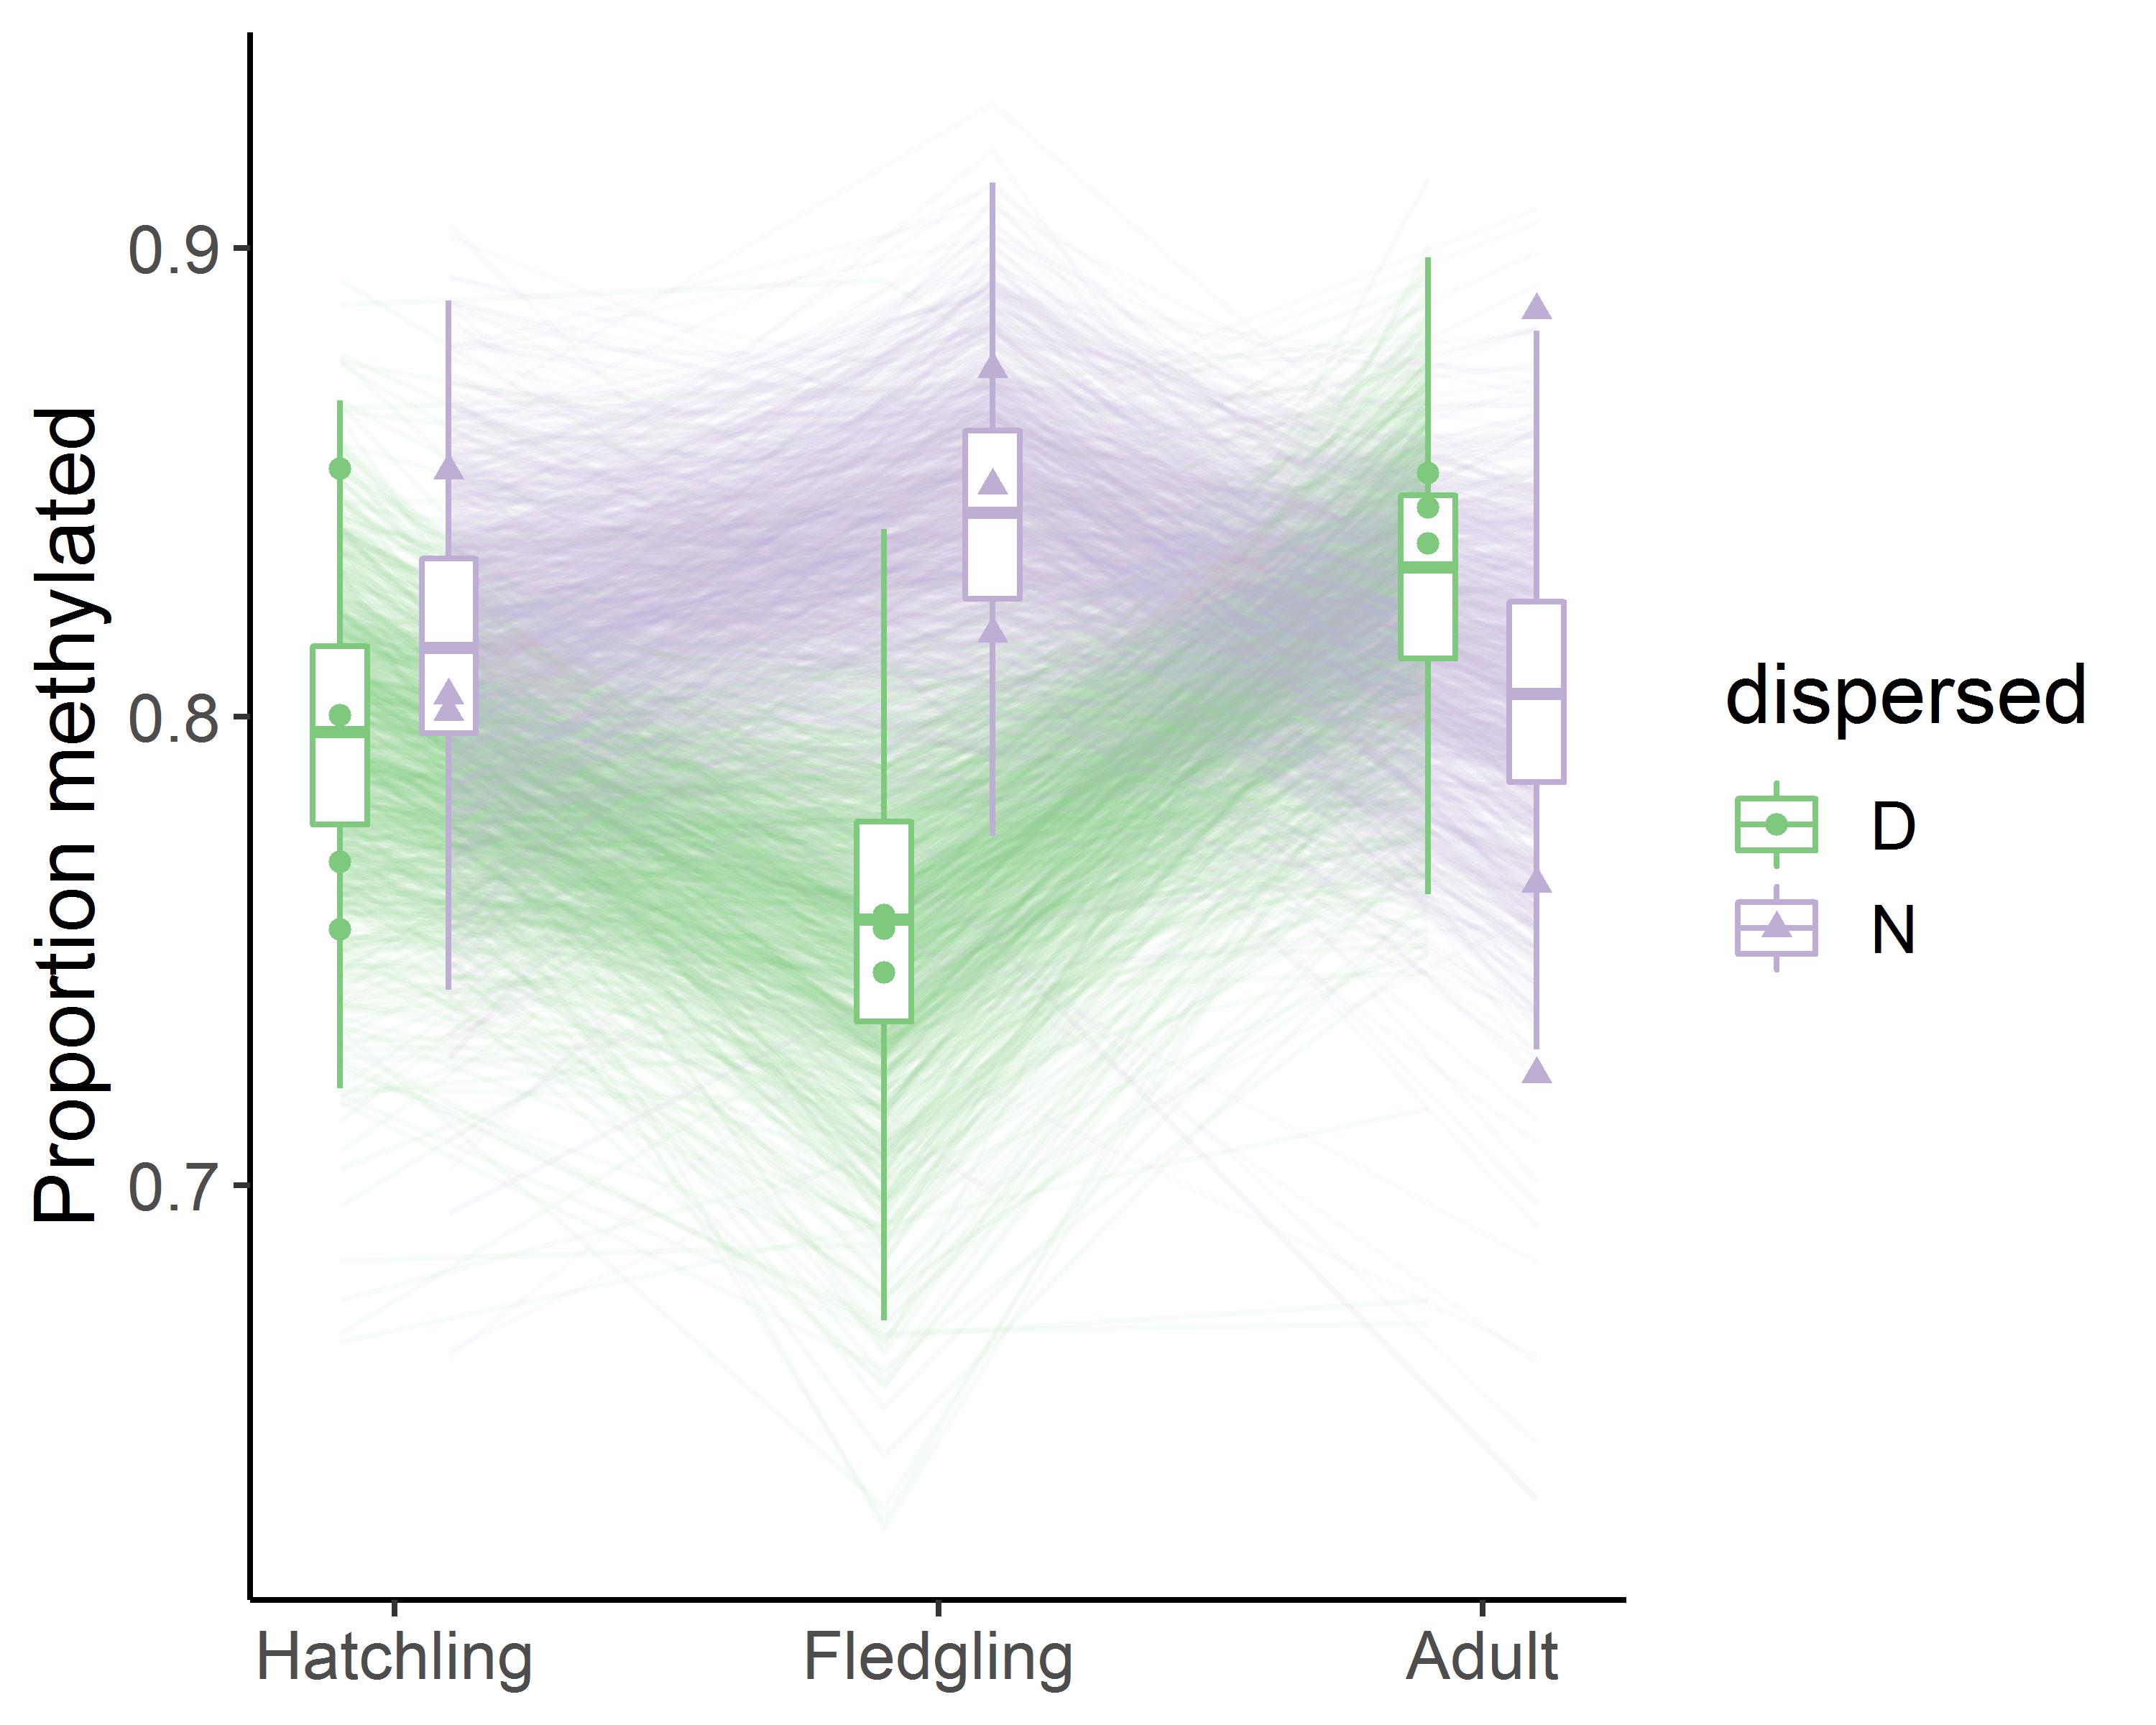 Proportion methylated
0.9
0.8
0.7
Hatchling
Fledgling
Adult
dispersed
D
N